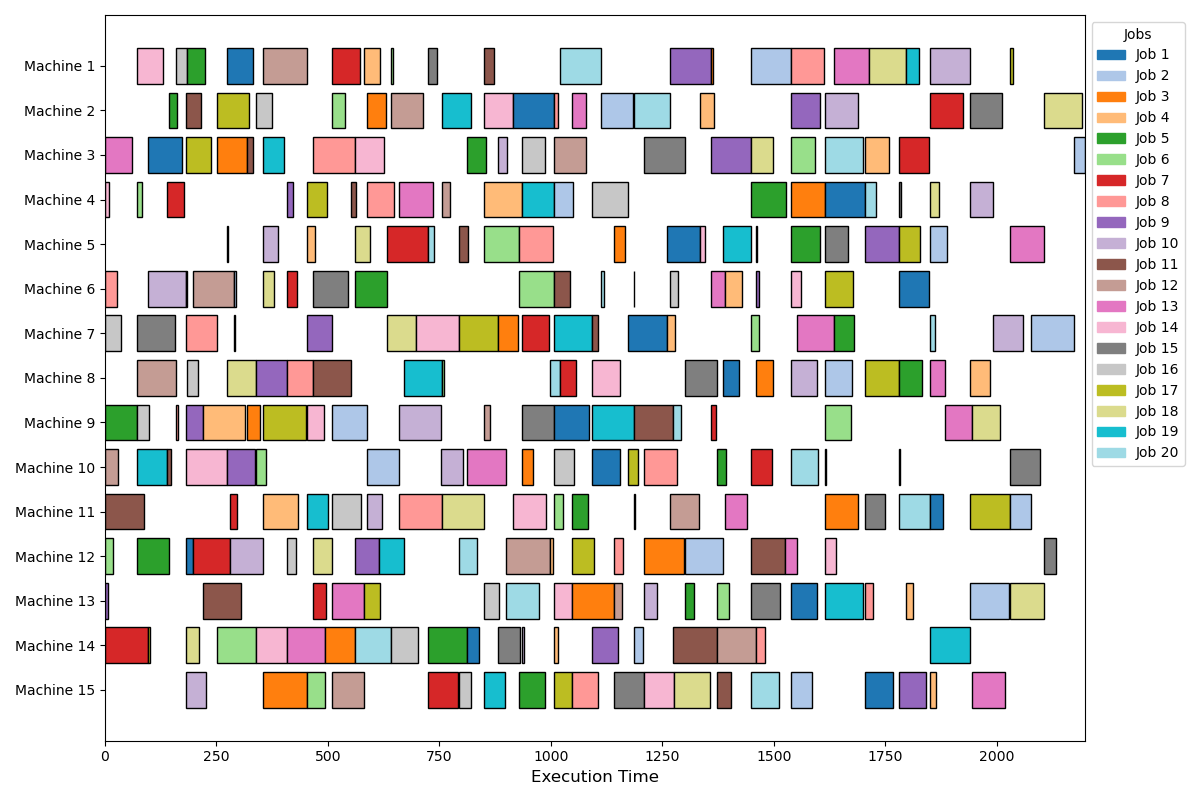 Machine 1
Machine 2
Machine 3
Machine 4
Machine 5
Machine 6
Machine 7
Machine 8
Machine 9
Machine 10
Machine 11
Machine 12
Machine 13
Machine 14
Machine 15
0 250 500 750 1000 1250 1500 1750 2000
Execution Time
Jobs
Job 1
Job 2
Job 3
Job 4
Job 5
Job 6
Job 7
Job 8
Job 9
Job 10
Job 11
Job 12
Job 13
Job 14
Job 15
Job 16
Job 17
Job 18
Job 19
Job 20